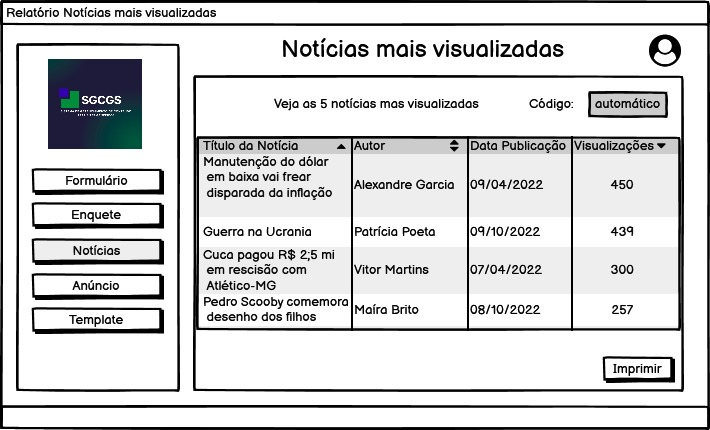 Relatório Notícias mais visualizadas
Notícias mais visualizadas
SGCGS
Formulário
Enquete
Notícias
Anúncio
Template
Veja as 5 notícias mas visualizadas
Código:
automático
Título da Notícia Autor Data Publicação Visualizações
Manutenção do dólar
em baixa vai frear
disparada da inflação
Alexandre Garcia 09/04/2022 450
Guerra na Ucrania Patrícia Poeta 09/10/2022 439
Cuca pagou R$ 2;5 mi
em rescisão com
Atlético-MG
Vitor Martins 07/04/2022 300
Pedro Scooby comemora
desenho dos filhos
Maíra Brito 08/10/2022 257
Imprimir